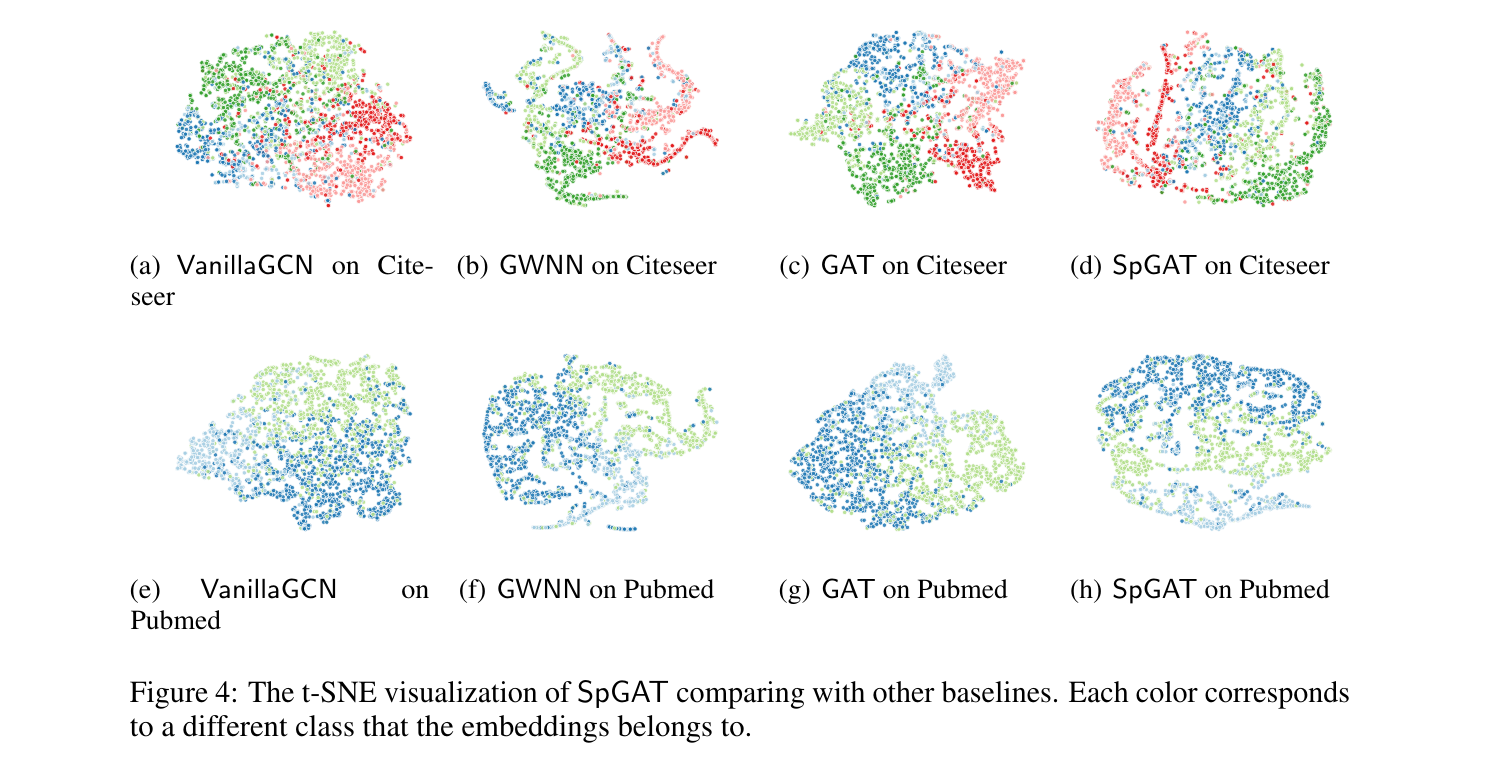 (a) VanillaGCN on Cite-
seer
(b) GWNN on Citeseer
(c) GAT on Citeseer
(d) SpGAT on Citeseer
(e) VanillaGCN on
Pubmed
(f) GWNN on Pubmed
(g) GAT on Pubmed
(h) SpGAT on Pubmed
Figure 4: The t-SNE visualization of SpGAT comparing with other baselines. Each color corresponds
to a different class that the embeddings belongs to.